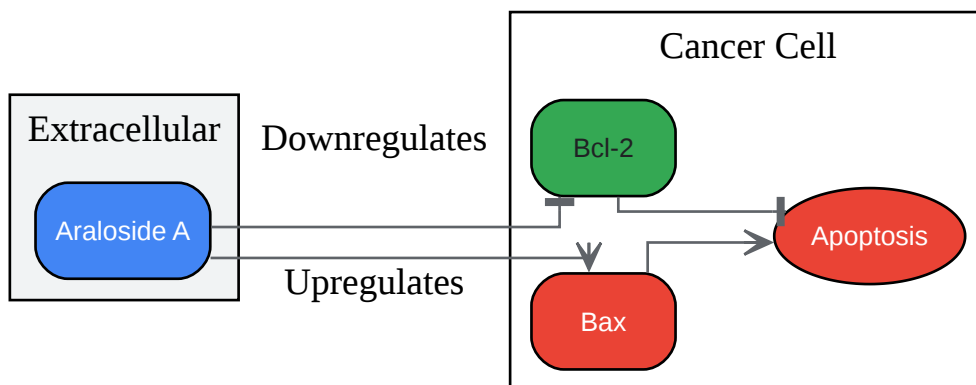 Cancer Cell
Extracellular
Downregulates
Bcl-2
Araloside A
Apoptosis
Upregulates
Bax